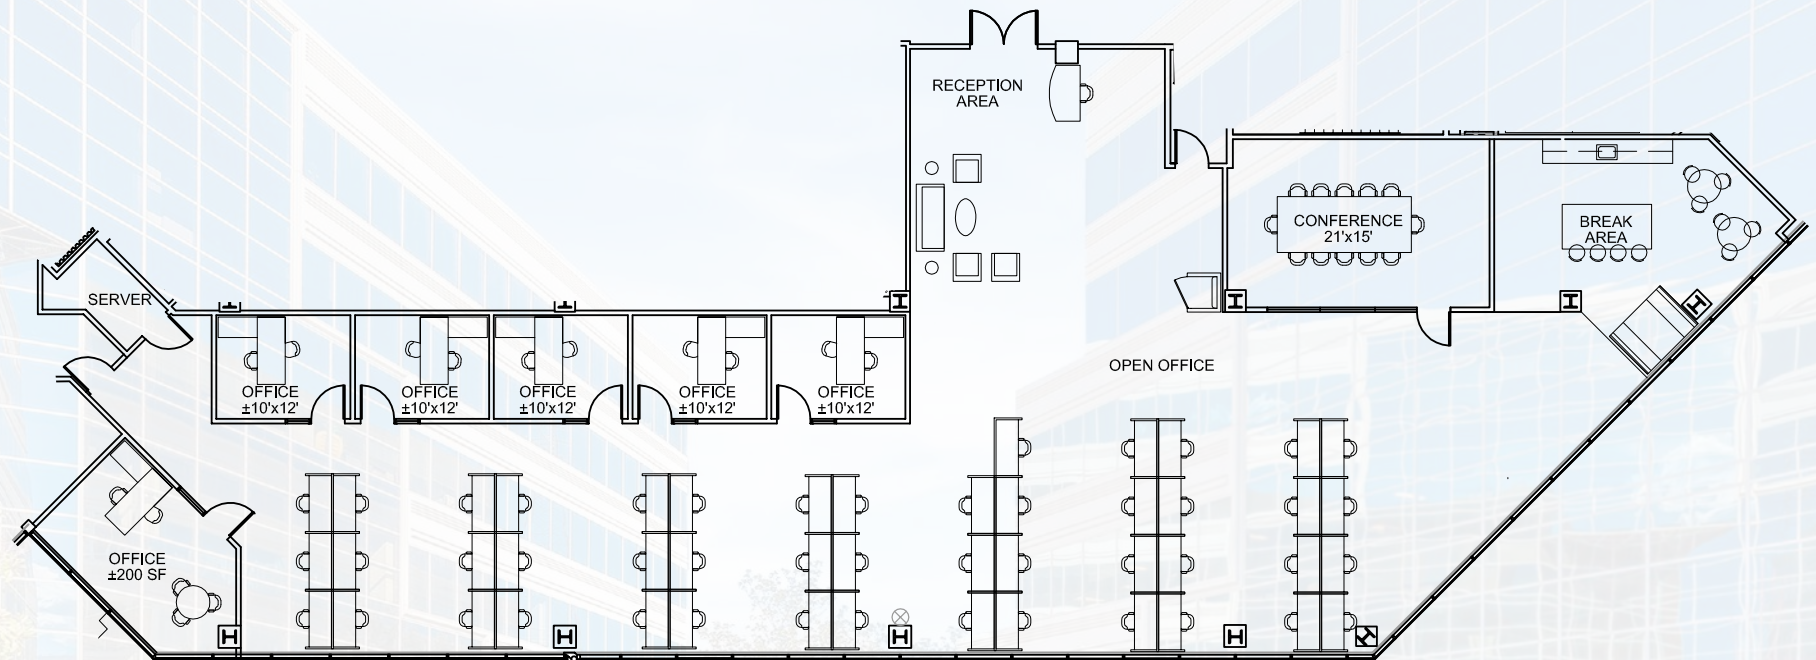 RECEPTION
AREA
CONFERENCE
21'x15'
BREAK
AREA
SERVER
OPEN OFFICE
OFFICE
±10'x12'
OFFICE
±10'x12'
OFFICE
±10'x12'
OFFICE
±10'x12'
OFFICE
±10'x12'
OFFICE
±200 SF